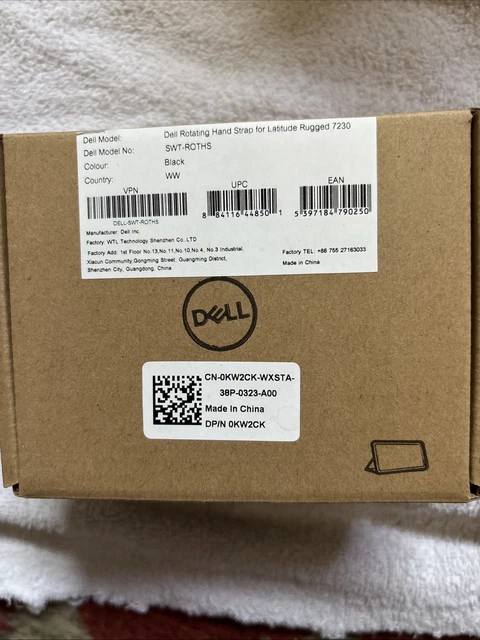 Dell Model: Dell Rotating Hand Strap for Latitude Rugged 7230
Dell Model No: SWT-ROTHS
Colour: Black
Country: WW
VPN UPC EAN
DELL-SWT-ROTHS
8 84116 44850 1
5 397184 790250
Manufacturer: Dell Inc.
Factory: WTL Technology Shenzhen Co.,LTD
Factory Add: 1st Floor No.13,No.11,No.10,No.4, No.3 Industrial, Factory TEL: +86 755 27163033
Xiacun Community,Gongming Street, Guangming District, Made in China
Shenzhen City, Guangdong, China
DELL
CN-0KW2CK-WXSTA-
38P-0323-A00
Made In China
DP/N 0KW2CK